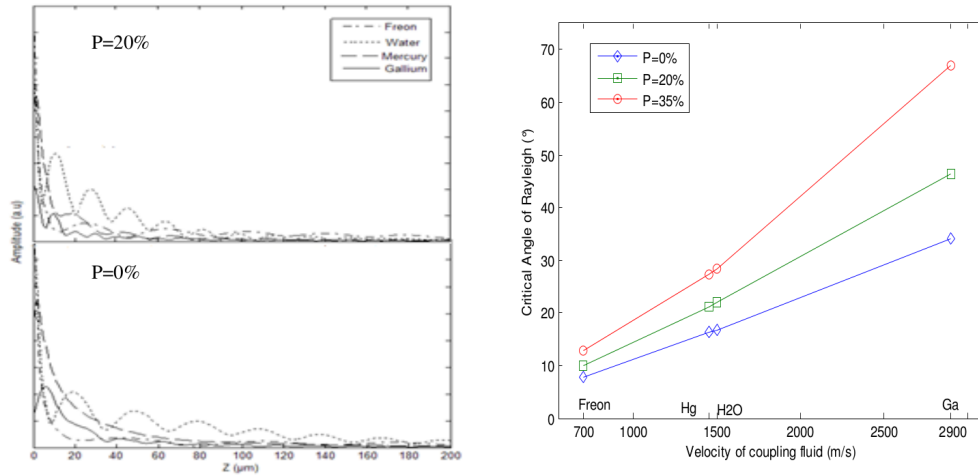 P=20%
Freon
Water
Mercury
Gallium
Amplitude (a.u)
P=0%
0 20 40 60 80 100 120 140 160 180 200
Z (µm)
P=0%
P=20%
P=35%
Critical Angle of Rayleigh (°)
70
60
50
40
30
20
10
0
Freon Hg H2O Ga
700 1000 1500 2000 2500 2900
Velocity of coupling fluid (m/s)